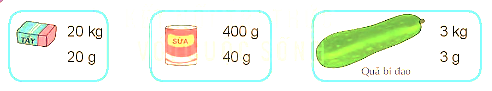 TẨY
20 kg
20 g
SỮA
400 g
40 g
3 kg
3 g
Quả bí đao